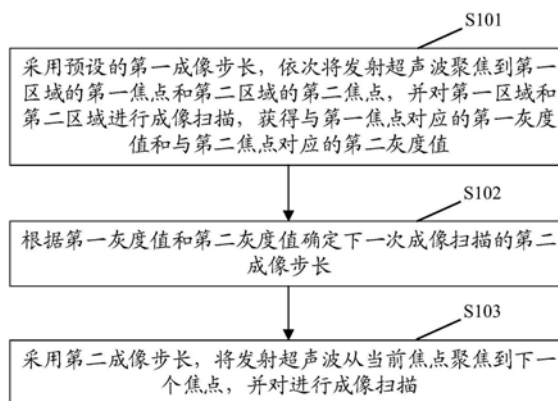 S101
采用预设的第一成像步长，依次将发射超声波聚焦到第一
区域的第一焦点和第二区域的第二焦点，并对第一区域和
第二区域进行成像扫描，获得与第一焦点对应的第一灰度
值和与第二焦点对应的第二灰度值
S102
根据第一灰度值和第二灰度值确定下一次成像扫描的第二
成像步长
S103
采用第二成像步长，将发射超声波从当前焦点聚焦到下一
个焦点，并对进行成像扫描